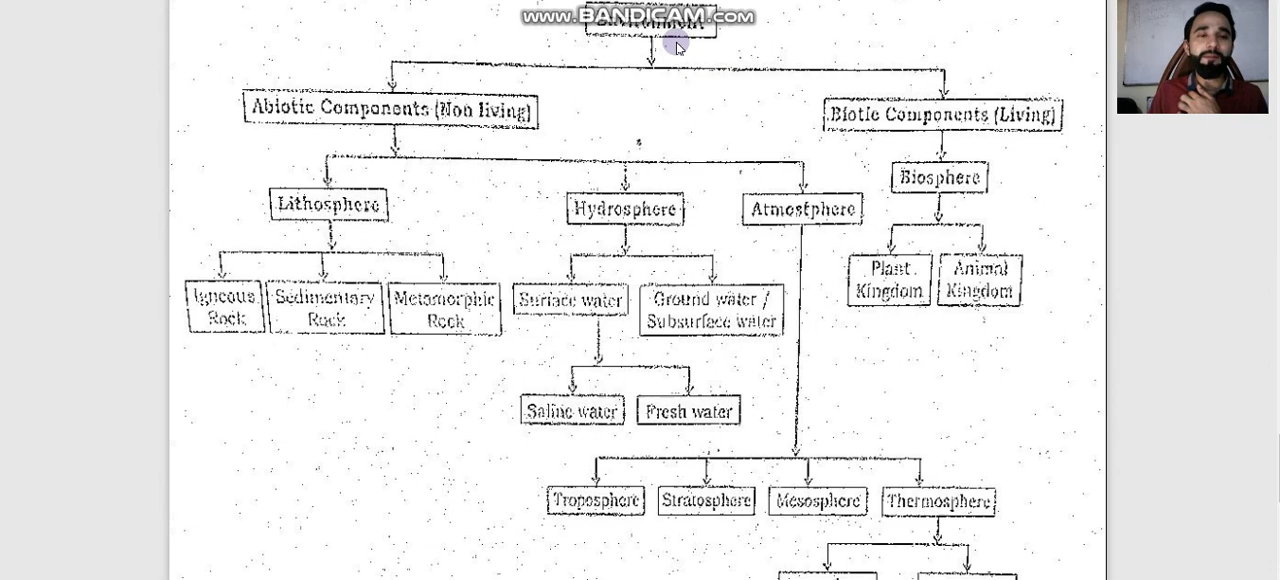 www.BANDICAM.com
Environment
Abiotic Components (Non living)
Biotic Components (Living)
Biosphere
Lithosphere
Hydrosphere
Atmostphere
Plant
Kingdom
Animal
Kingdom
Igneous
Rock
Sedimentary
Rock
Metamorphic
Rock
Surface water
Ground water /
Subsurface water
Saline water
Fresh water
Troposphere
Stratosphere
Mesosphere
Thermosphere